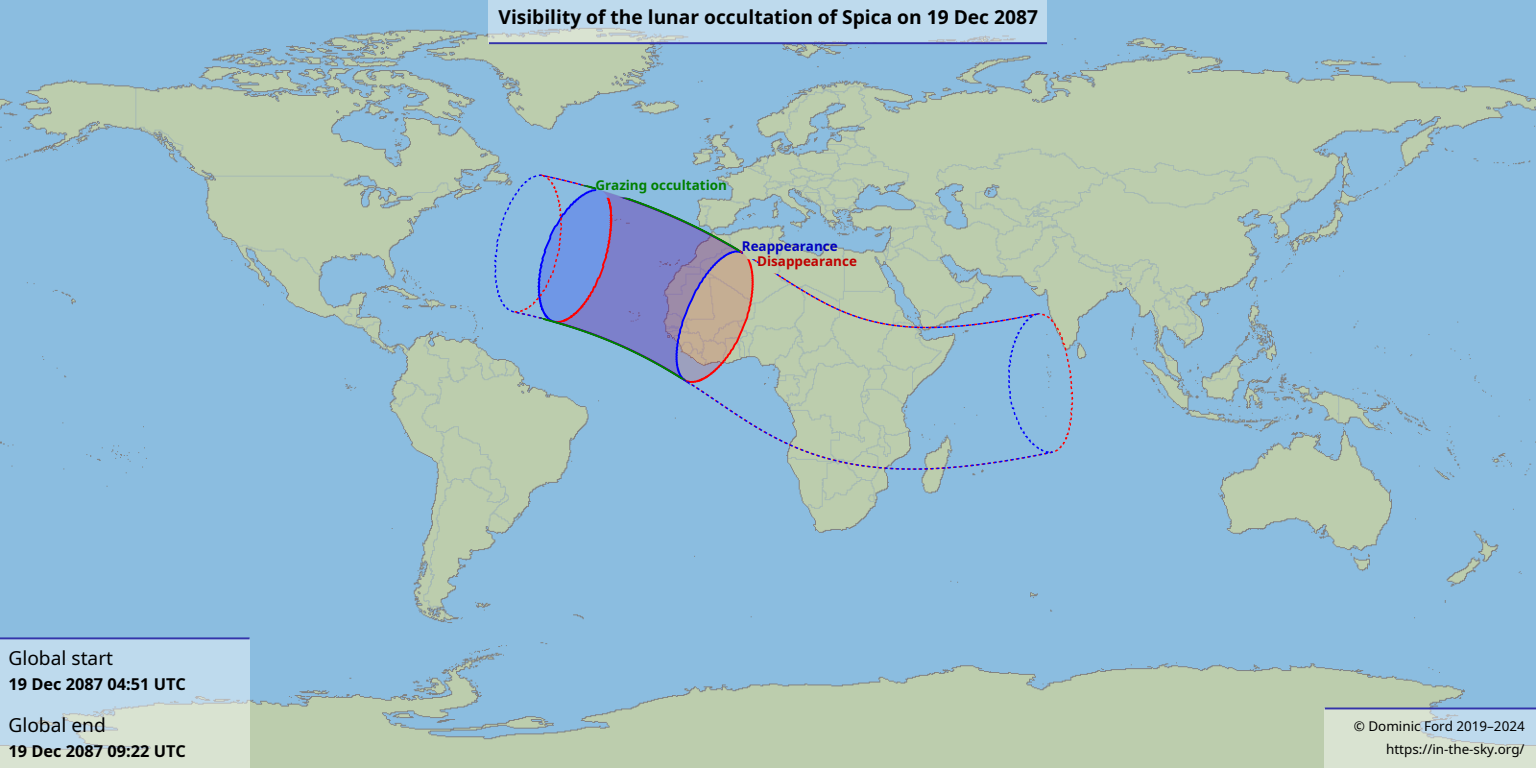 Visibility of the lunar occultation of Spica on 19 Dec 2087
Grazing occultation
Reappearance
Disappearance
Global start
19 Dec 2087 04:51 UTC
Global end
19 Dec 2087 09:22 UTC
© Dominic Ford 2019–2024
https://in-the-sky.org/